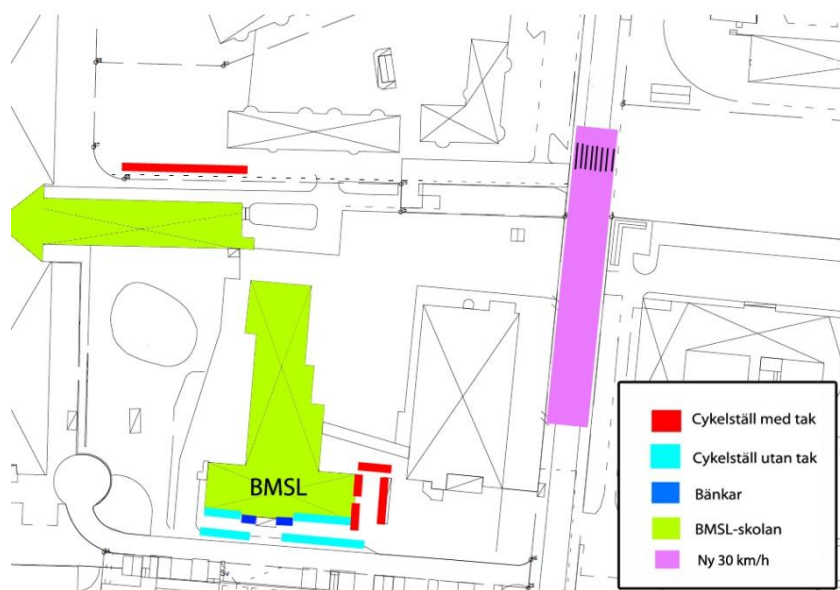 BMSL
Cykelställ med tak
Cykelställ utan tak
Bänkar
BMSL-skolan
Ny 30 km/h